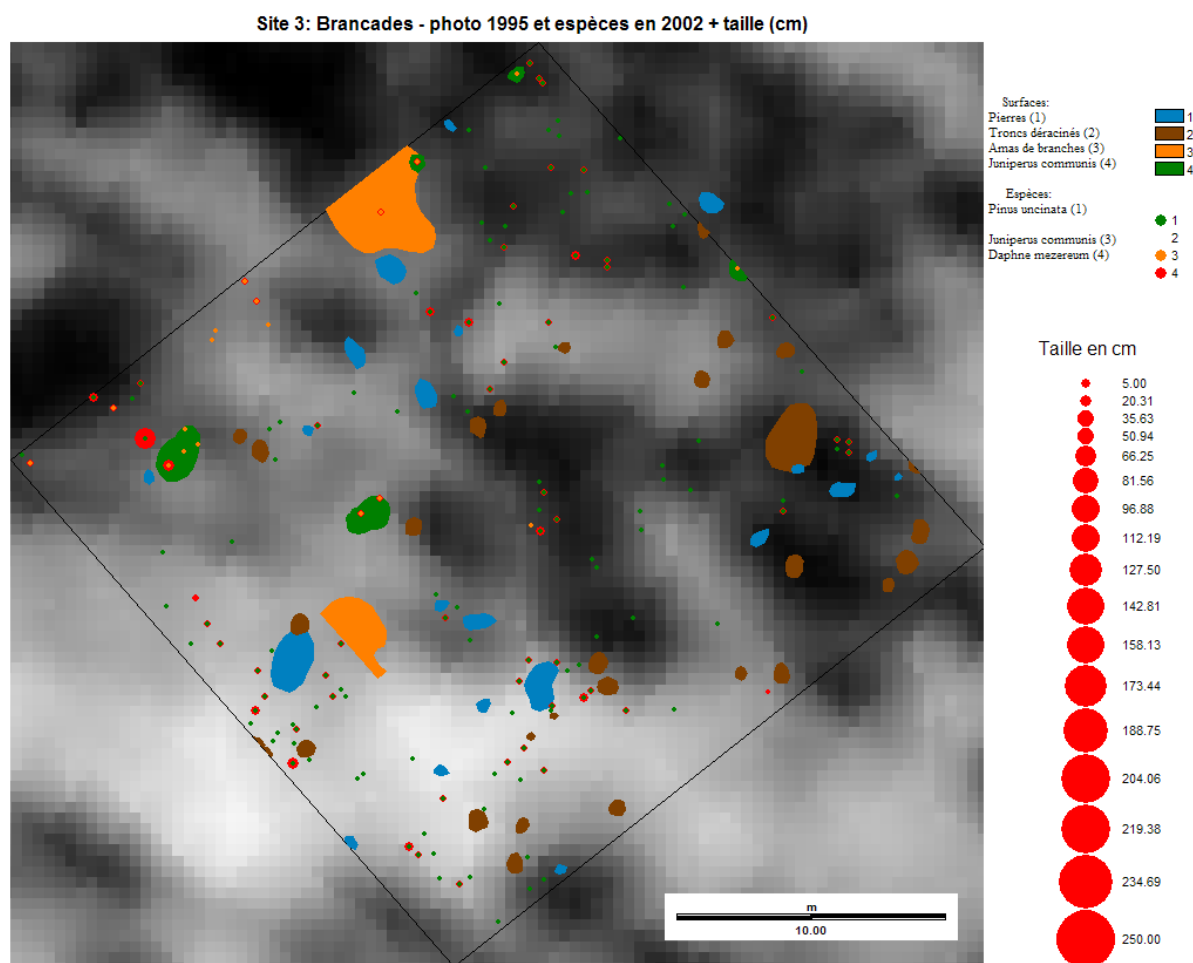 Site 3: Brancades - photo 1995 et espèces en 2002 + taille (cm)
Surfaces:
Pierres (1)
Troncs déracinés (2)
Amas de branches (3)
Juniperus communis (4)
1
2
3
4
Espèces:
Pinus uncinata (1)
Juniperus communis (3)
Daphne mezereum (4)
1
2
3
4
Taille en cm
5.00
20.31
35.63
50.94
66.25
81.56
96.88
112.19
127.50
142.81
158.13
173.44
188.75
204.06
219.38
234.69
250.00
m
10.00